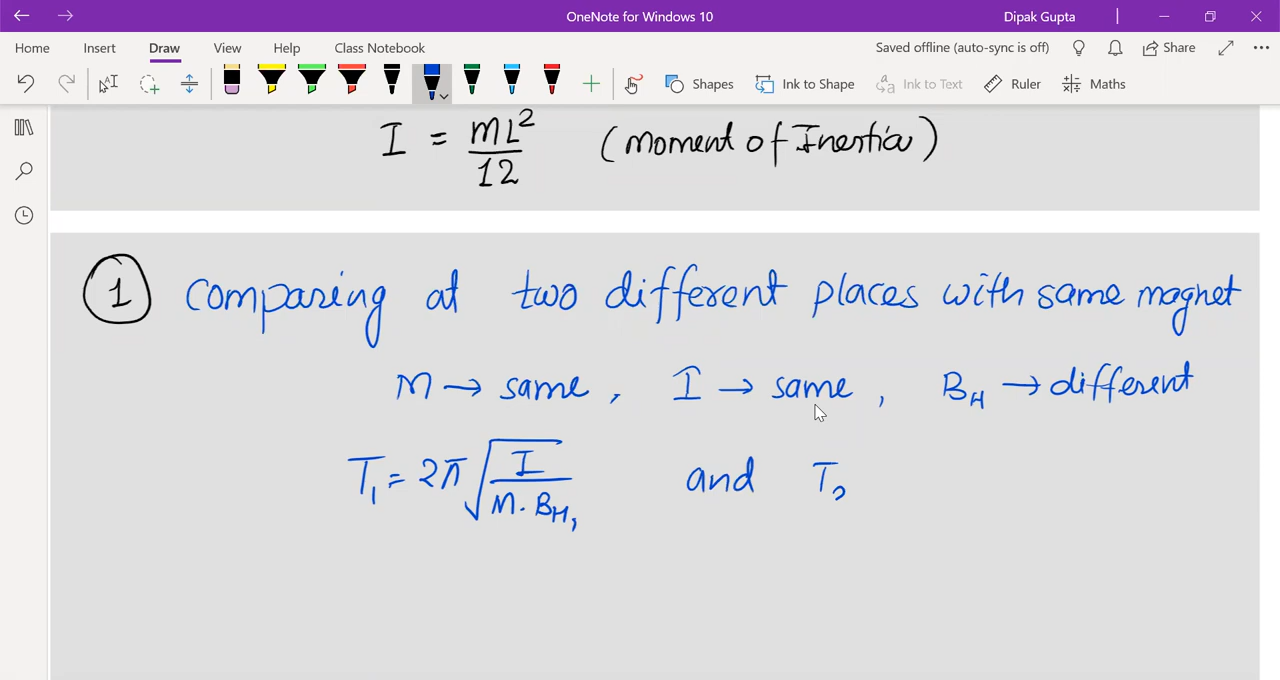 OneNote for Windows 10
Dipak Gupta
Home Insert Draw View Help Class Notebook
Saved offline (auto-sync is off)
Share
Shapes
Ink to Shape
Ink to Text
Ruler
Maths
I = ML²/12 (Moment of Inertia)
1 Comparing at two different places with same magnet
M → same, I → same, B_H → different
T₁ = 2π √(I/(M·B_H₁)) and T₂